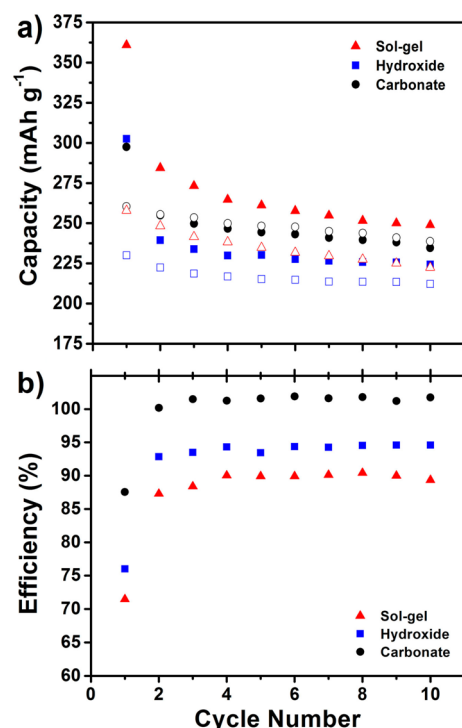 a)
375
350
325
300
275
250
225
200
175
Capacity (mAh g⁻¹)
Sol-gel
Hydroxide
Carbonate
b)
100
95
90
85
80
75
70
65
60
Efficiency (%)
Sol-gel
Hydroxide
Carbonate
0 2 4 6 8 10
Cycle Number